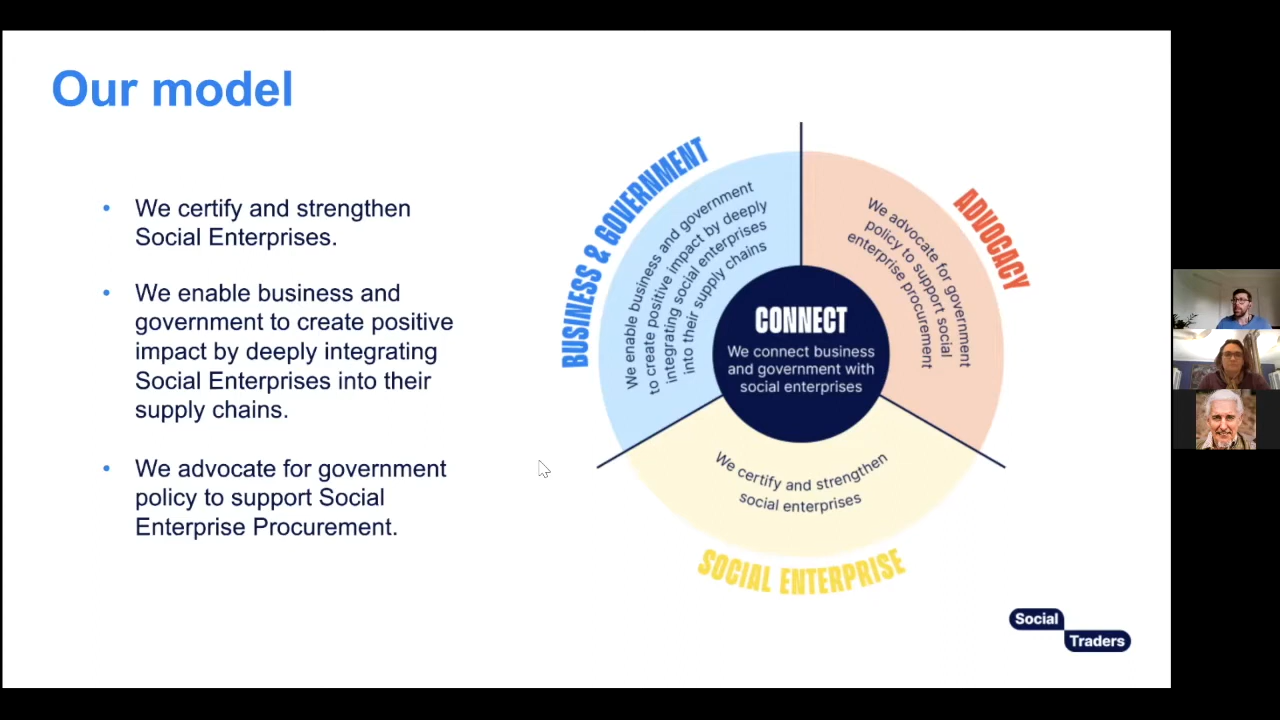 Our model
• We certify and strengthen
Social Enterprises.
• We enable business and
government to create positive
impact by deeply integrating
Social Enterprises into their
supply chains.
• We advocate for government
policy to support Social
Enterprise Procurement.
BUSINESS & GOVERNMENT
We enable business and government
to create positive impact by deeply
integrating social enterprises
into their supply chains
ADVOCACY
We advocate for government
policy to support social
enterprise procurement
CONNECT
We connect business
and government with
social enterprises
We certify and strengthen
social enterprises
SOCIAL ENTERPRISE
Social
Traders